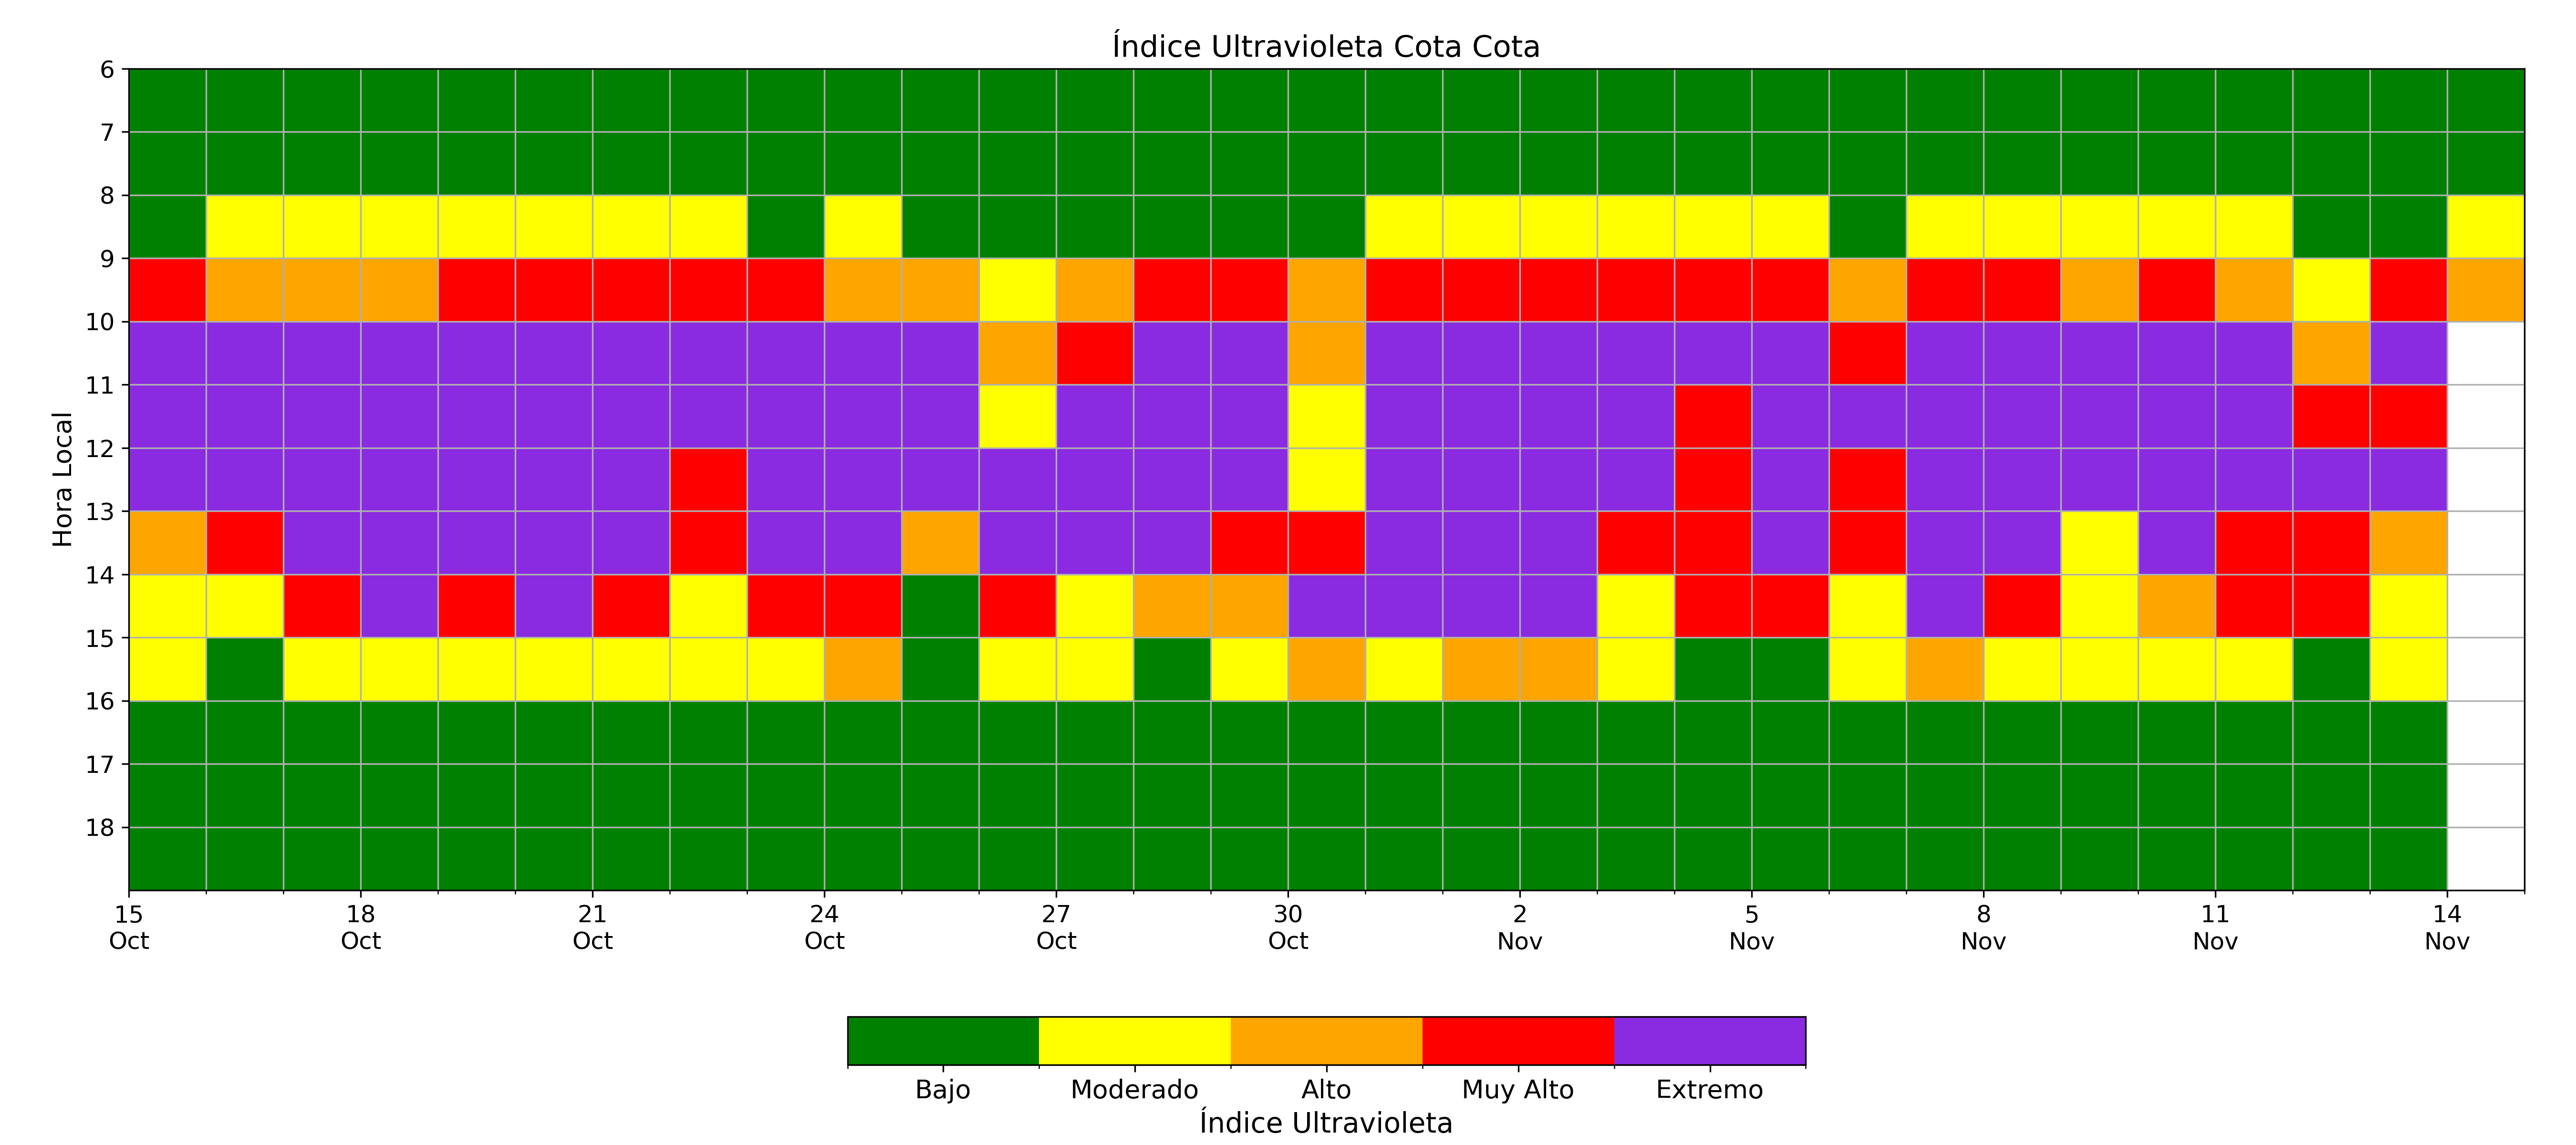 Índice Ultravioleta Cota Cota
Hora Local
6
7
8
9
10
11
12
13
14
15
16
17
18
15 18 21 24 27 30 2 5 8 11 14
Oct Oct Oct Oct Oct Oct Nov Nov Nov Nov Nov
Bajo Moderado Alto Muy Alto Extremo
Índice Ultravioleta